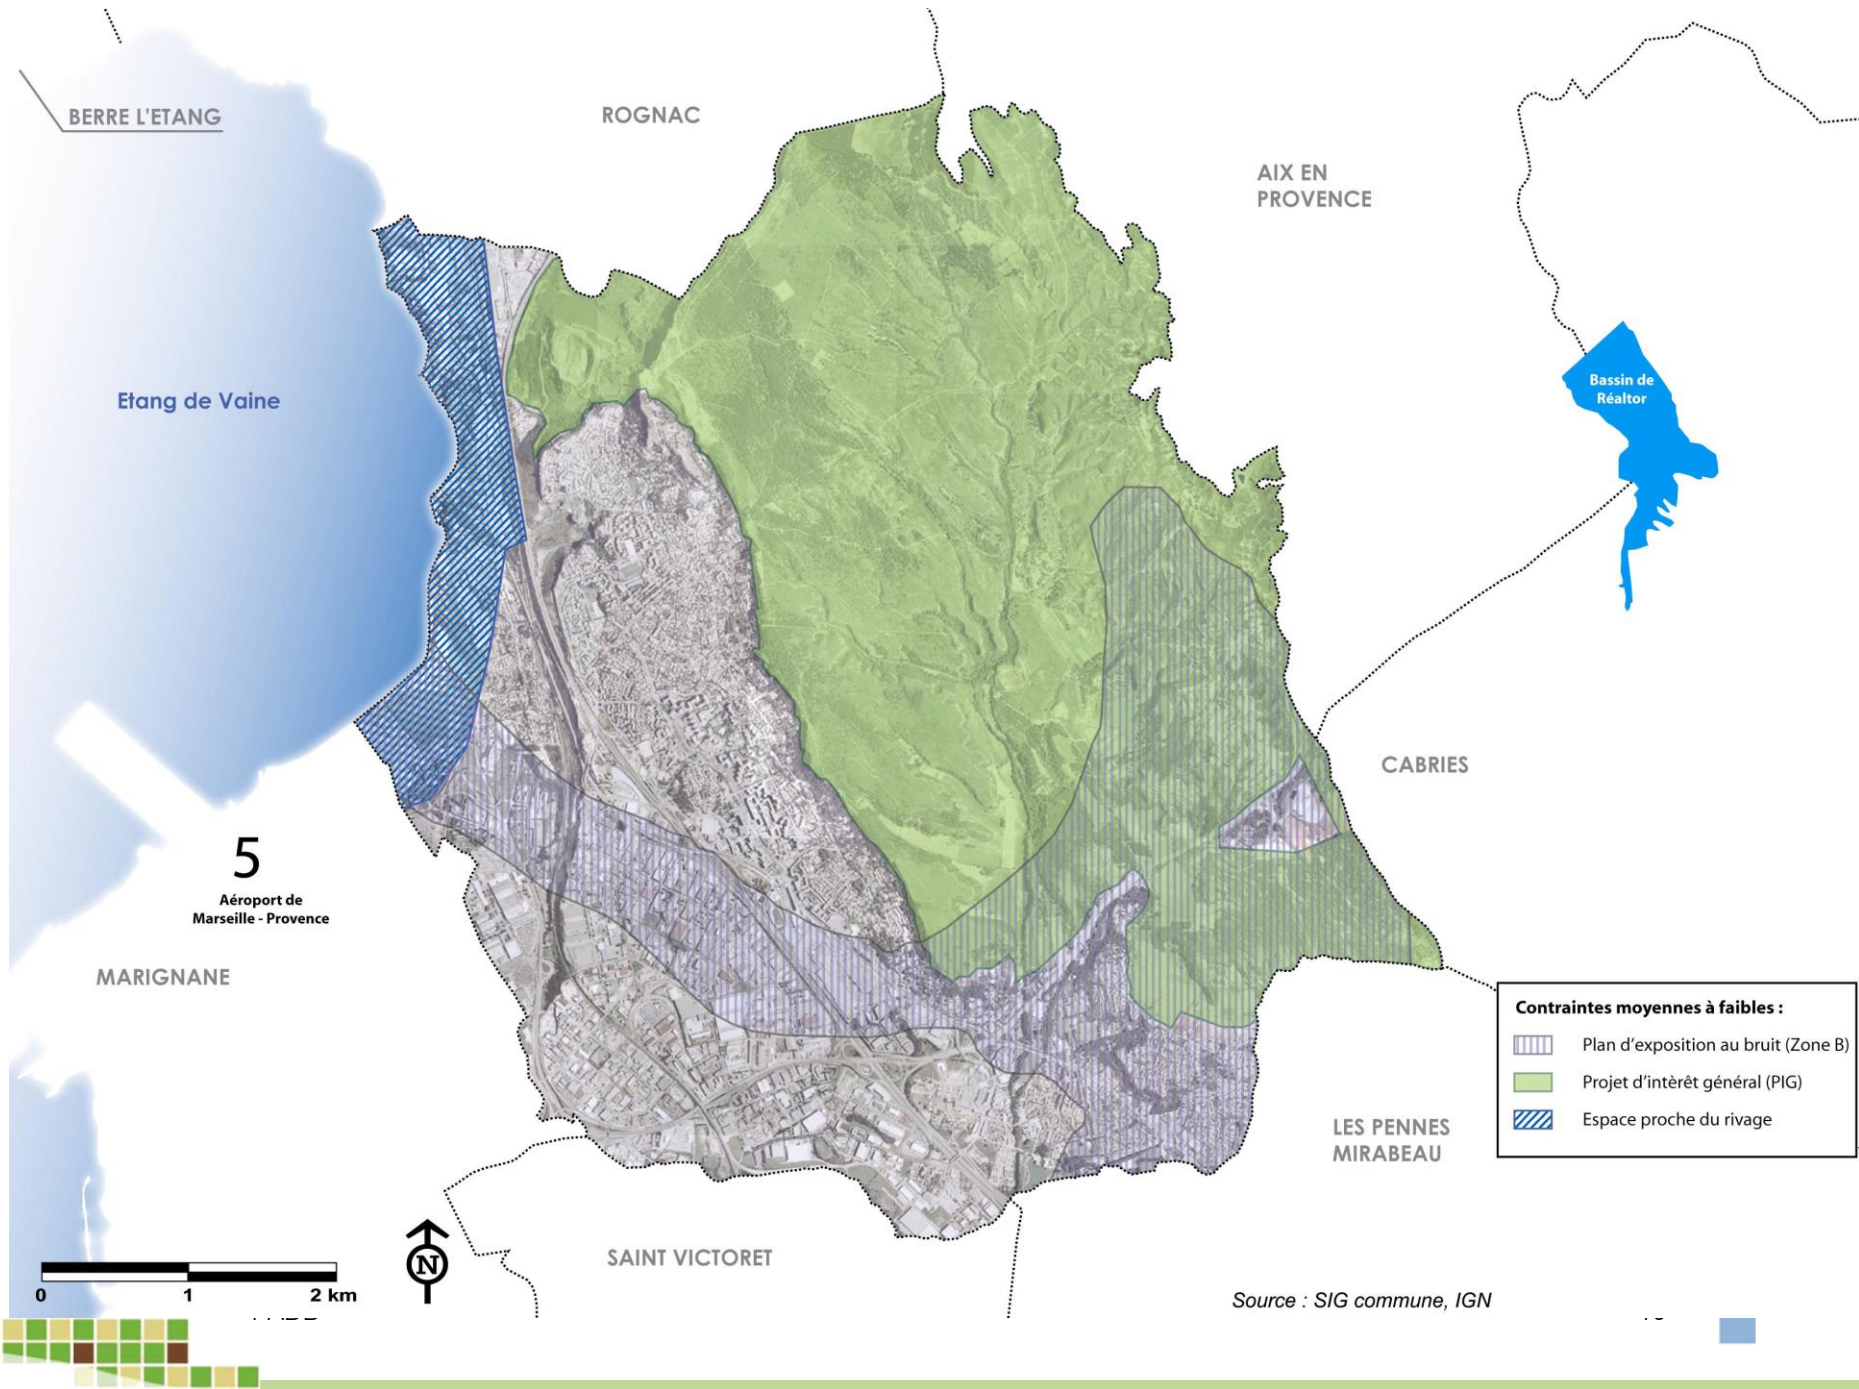 BERRE L'ETANG
ROGNAC
AIX EN
PROVENCE
Etang de Vaine
Bassin de
Réaltor
CABRIES
5
Aéroport de
Marseille - Provence
MARIGNANE
Contraintes moyennes à faibles :
Plan d'exposition au bruit (Zone B)
Projet d'intèrêt général (PIG)
Espace proche du rivage
LES PENNES
MIRABEAU
N
SAINT VICTORET
0 1 2 km
Source : SIG commune, IGN